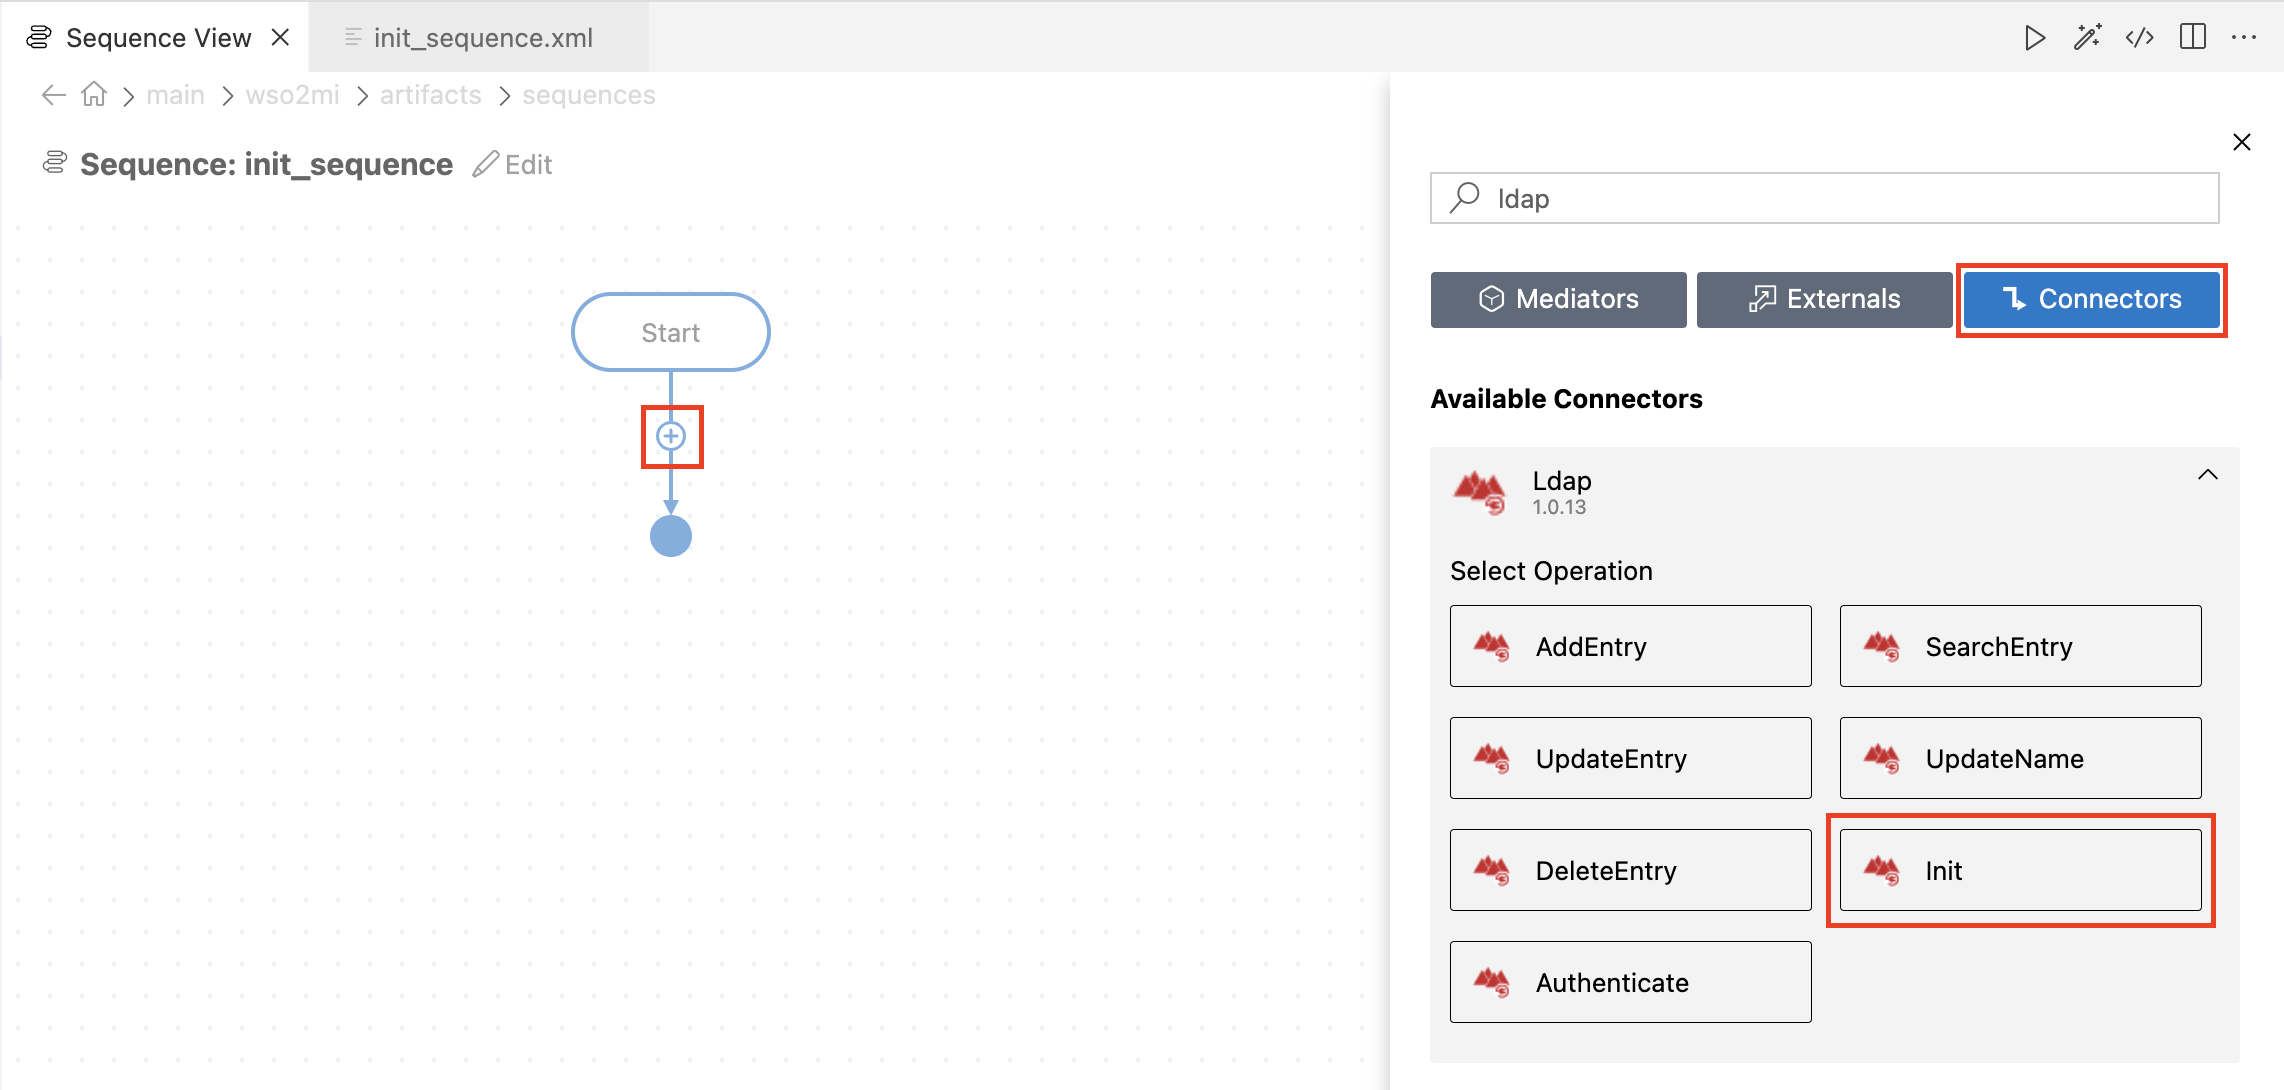 Sequence View
init_sequence.xml
main wso2mi artifacts sequences
Sequence: init_sequence Edit
Start
ldap
Mediators Externals Connectors
Available Connectors
Ldap
1.0.13
Select Operation
AddEntry SearchEntry
UpdateEntry UpdateName
DeleteEntry Init
Authenticate